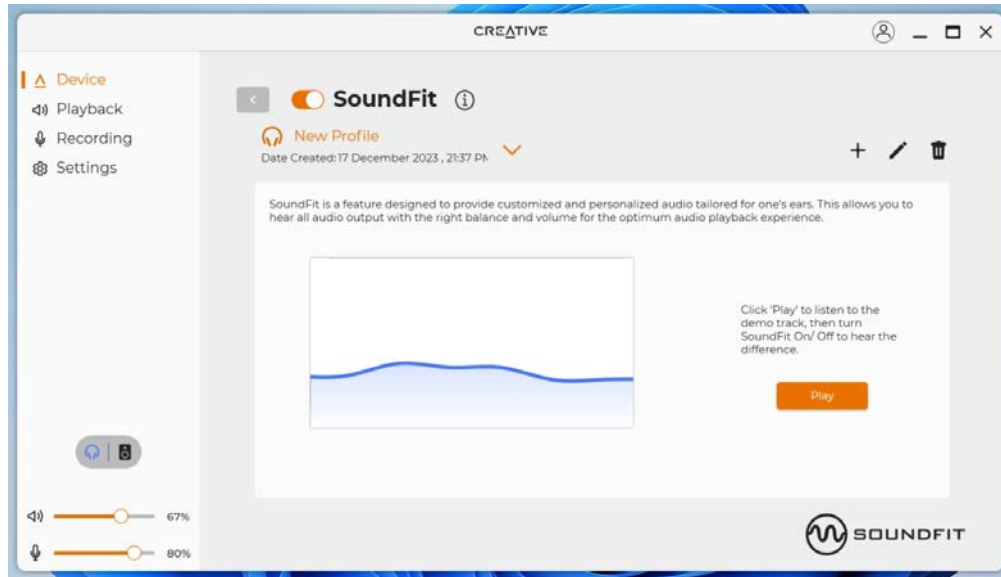 CREATIVE
Device
Playback
Recording
Settings
SoundFit
New Profile
Date Created: 17 December 2023 , 21:37 PM
SoundFit is a feature designed to provide customized and personalized audio tailored for one's ears. This allows you to
hear all audio output with the right balance and volume for the optimum audio playback experience.
Click 'Play' to listen to the
demo track, then turn
SoundFit On/ Off to hear the
difference.
Play
67%
80%
SOUNDFIT